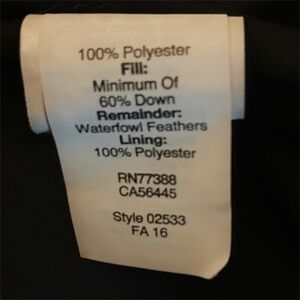 100% Polyester
Fill:
Minimum Of
60% Down
Remainder:
Waterfowl Feathers
Lining:
100% Polyester
RN77388
CA56445
Style 02533
FA 16